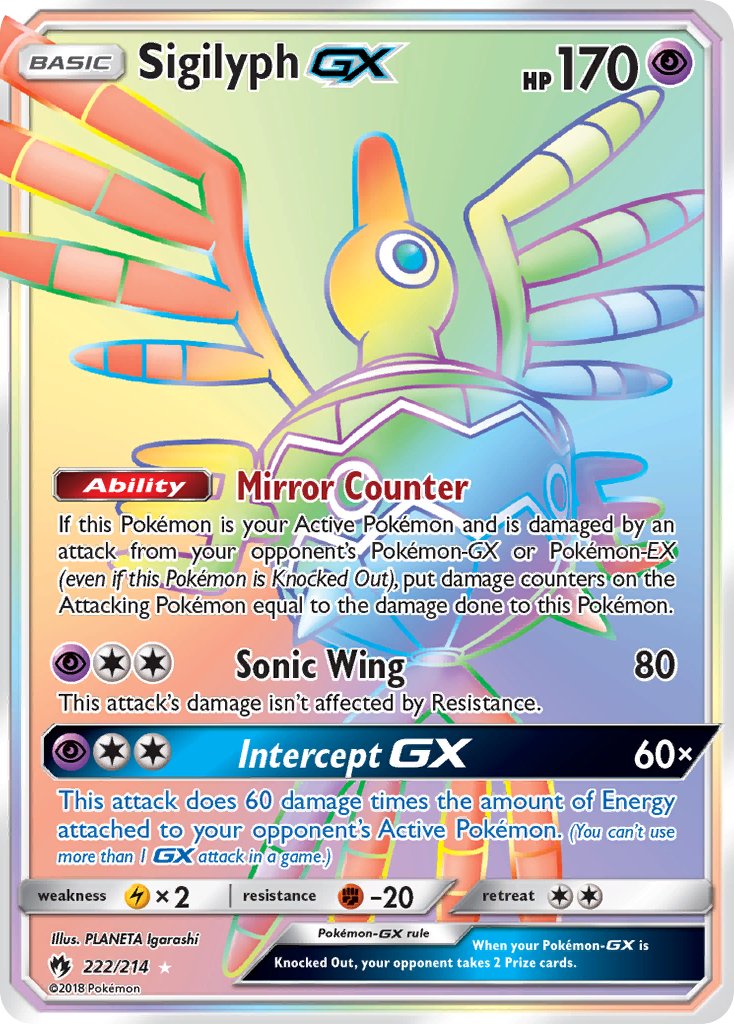 BASIC Sigilyph GX HP 170
Ability Mirror Counter
If this Pokémon is your Active Pokémon and is damaged by an
attack from your opponent's Pokémon-GX or Pokémon-EX
(even if this Pokémon is Knocked Out), put damage counters on the
Attacking Pokémon equal to the damage done to this Pokémon.
Sonic Wing 80
This attack's damage isn't affected by Resistance.
Intercept GX 60×
This attack does 60 damage times the amount of Energy
attached to your opponent's Active Pokémon. (You can't use
more than 1 GX attack in a game.)
weakness × 2 resistance –20 retreat
Illus. PLANETA Igarashi
222/214
©2018 Pokémon
Pokémon-GX rule
When your Pokémon-GX is
Knocked Out, your opponent takes 2 Prize cards.